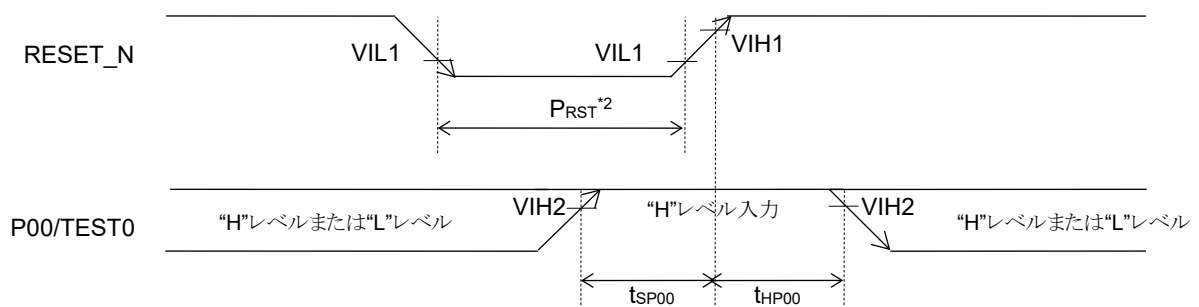 RESET_N
VIL1
VIL1
VIH1
PRST*2
P00/TEST0
“H”レベルまたは“L”レベル
VIH2
“H”レベル入力
VIH2
“H”レベルまたは“L”レベル
tSP00
tHP00